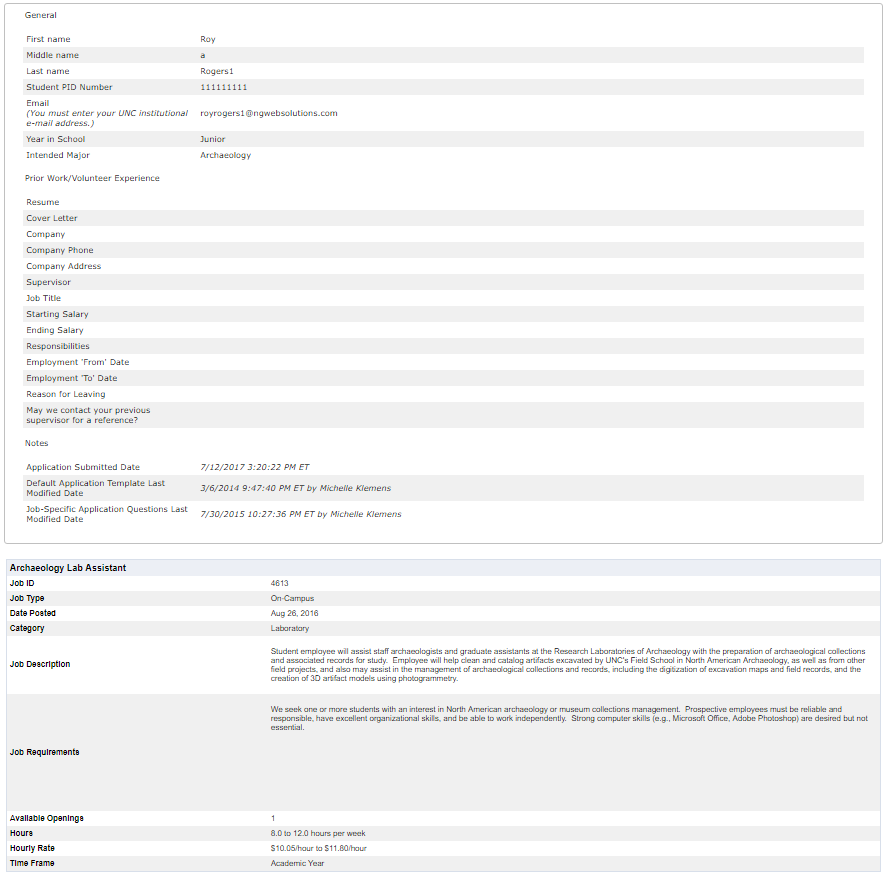 General
First name Roy
Middle name a
Last name Rogers1
Student PID Number 111111111
Email
(You must enter your UNC institutional royrogers1@ngwebsolutions.com
e-mail address.)
Year in School Junior
Intended Major Archaeology
Prior Work/Volunteer Experience
Resume
Cover Letter
Company
Company Phone
Company Address
Supervisor
Job Title
Starting Salary
Ending Salary
Responsibilities
Employment 'From' Date
Employment 'To' Date
Reason for Leaving
May we contact your previous
supervisor for a reference?
Notes
Application Submitted Date 7/12/2017 3:20:22 PM ET
Default Application Template Last
Modified Date 3/6/2014 9:47:40 PM ET by Michelle Klemens
Job-Specific Application Questions Last
Modified Date 7/30/2015 10:27:36 PM ET by Michelle Klemens
Archaeology Lab Assistant
Job ID 4613
Job Type On-Campus
Date Posted Aug 26, 2016
Category Laboratory
Job Description
Student employee will assist staff archaeologists and graduate assistants at the Research Laboratories of Archaeology with the preparation of archaeological collections
and associated records for study. Employee will help clean and catalog artifacts excavated by UNC's Field School in North American Archaeology, as well as from other
field projects, and also may assist in the management of archaeological collections and records, including the digitization of excavation maps and field records, and the
creation of 3D artifact models using photogrammetry.
Job Requirements
We seek one or more students with an interest in North American archaeology or museum collections management. Prospective employees must be reliable and
responsible, have excellent organizational skills, and be able to work independently. Strong computer skills (e.g., Microsoft Office, Adobe Photoshop) are desired but not
essential.
Available Openings 1
Hours 8.0 to 12.0 hours per week
Hourly Rate $10.05/hour to $11.80/hour
Time Frame Academic Year